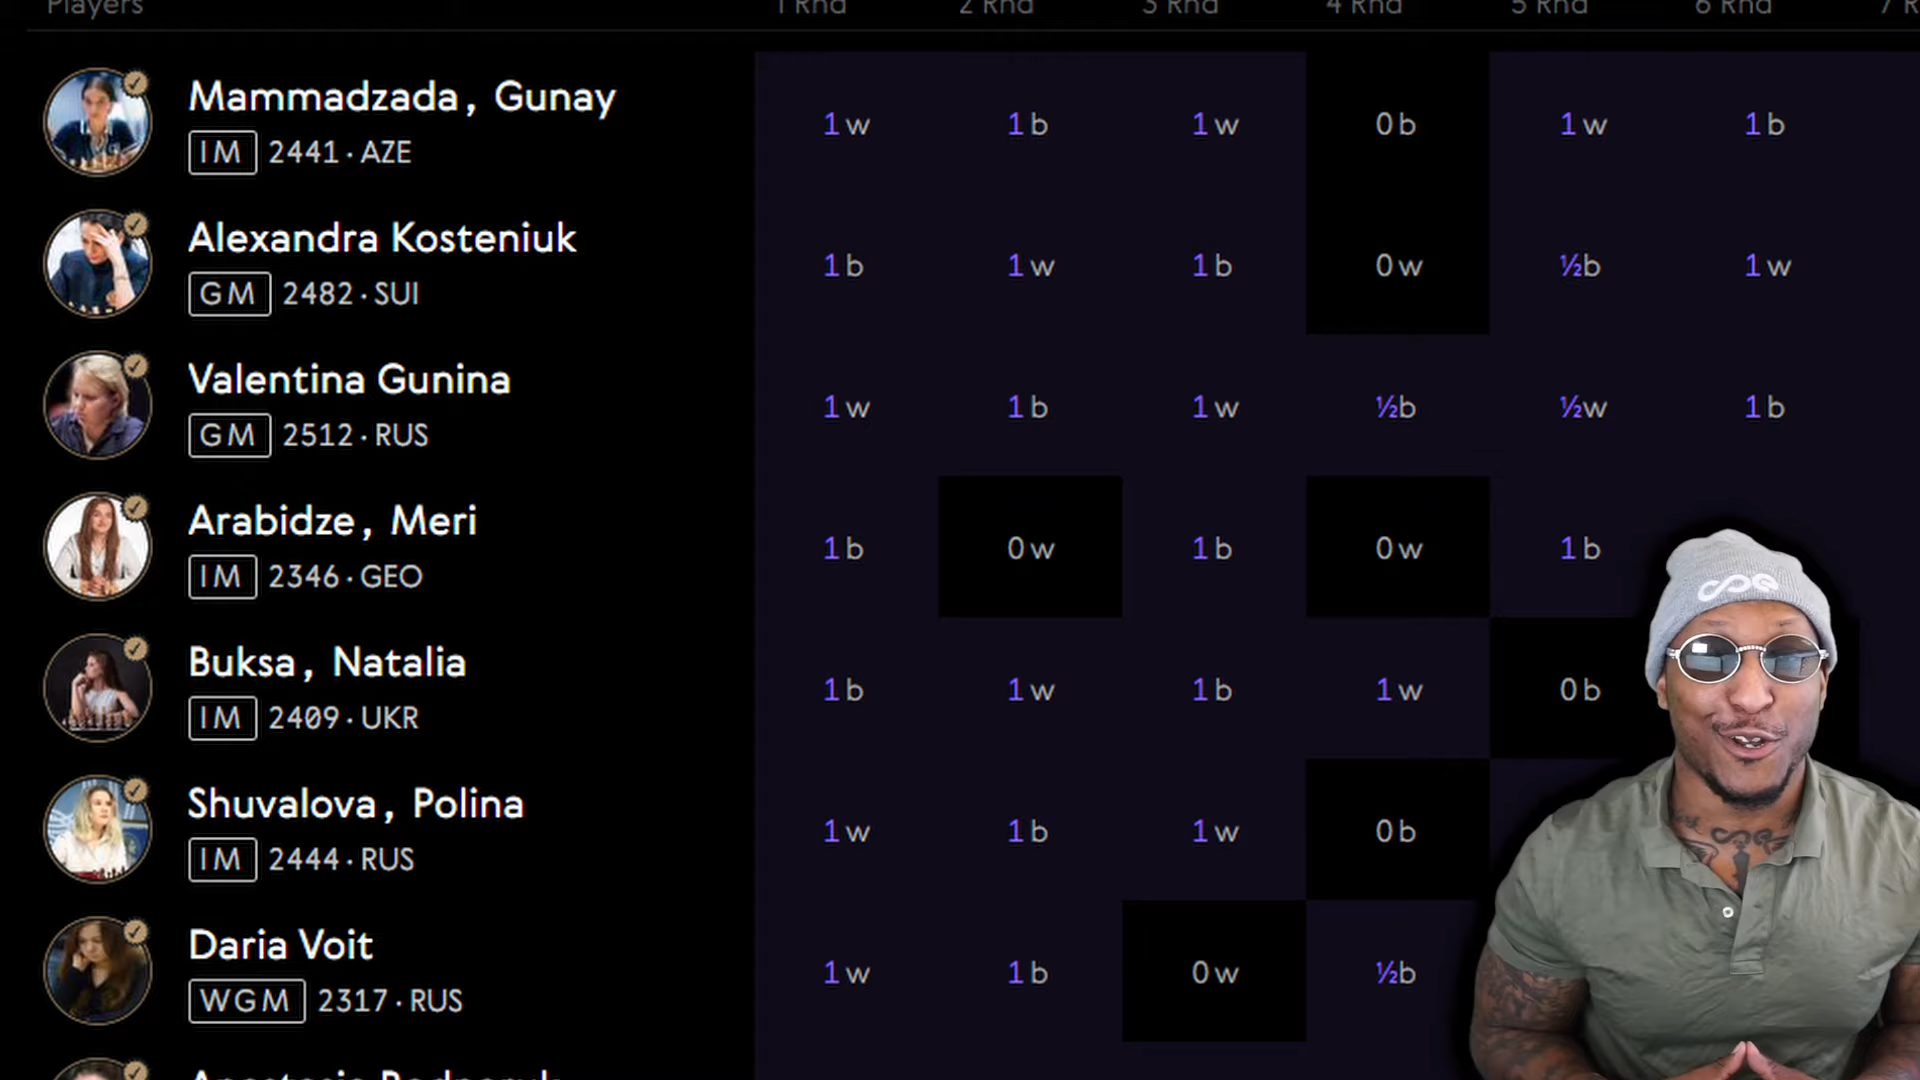 Players 1 Rnd 2 Rnd 3 Rnd 4 Rnd 5 Rnd 6 Rnd
Mammadzada, Gunay
IM 2441 · AZE
1 w 1 b 1 w 0 b 1 w 1 b
Alexandra Kosteniuk
GM 2482 · SUI
1 b 1 w 1 b 0 w ½ b 1 w
Valentina Gunina
GM 2512 · RUS
1 w 1 b 1 w ½ b ½ w 1 b
Arabidze, Meri
IM 2346 · GEO
1 b 0 w 1 b 0 w 1 b
Buksa, Natalia
IM 2409 · UKR
1 b 1 w 1 b 1 w 0 b
Shuvalova, Polina
IM 2444 · RUS
1 w 1 b 1 w 0 b
Daria Voit
WGM 2317 · RUS
1 w 1 b 0 w ½ b